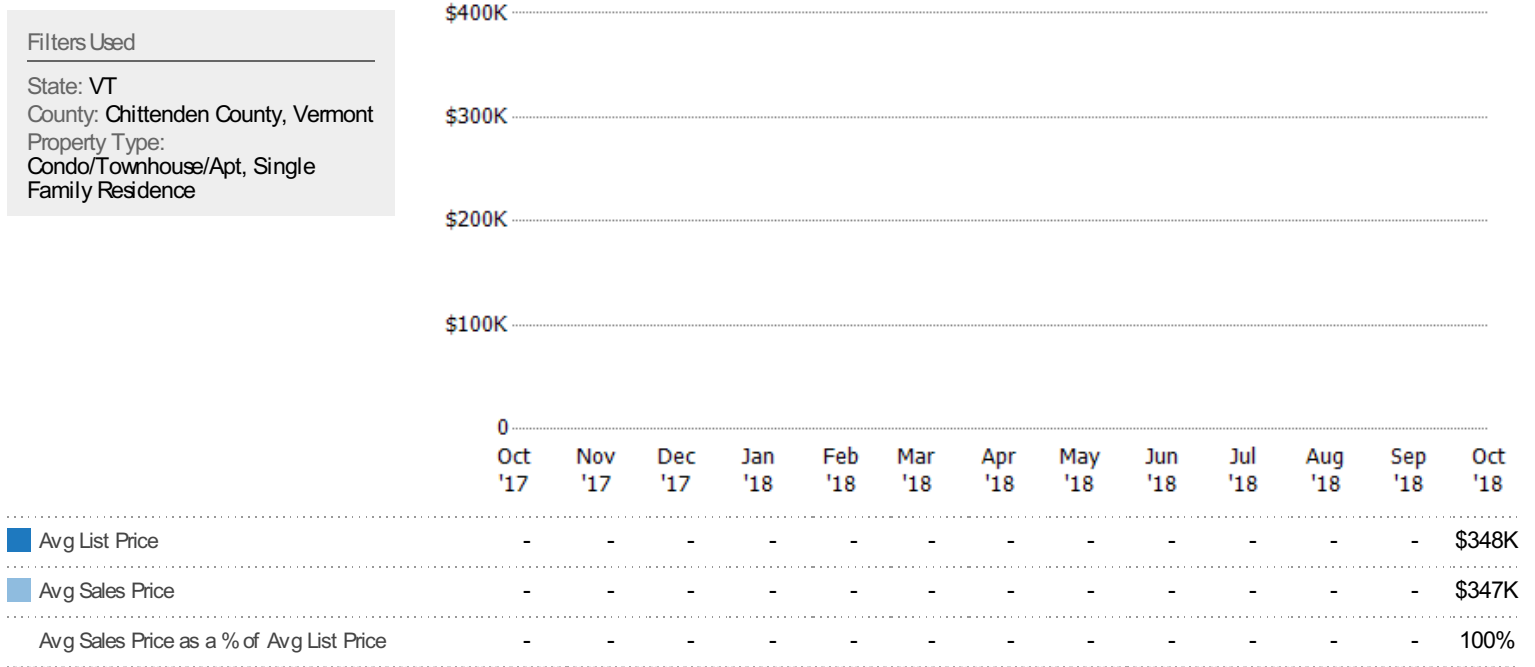 Filters Used
State: VT
County: Chittenden County, Vermont
Property Type:
Condo/Townhouse/Apt, Single
Family Residence
$400K
$300K
$200K
$100K
0
Oct Nov Dec Jan Feb Mar Apr May Jun Jul Aug Sep Oct
'17 '17 '17 '18 '18 '18 '18 '18 '18 '18 '18 '18 '18
Avg List Price - - - - - - - - - - - - $348K
Avg Sales Price - - - - - - - - - - - - $347K
Avg Sales Price as a % of Avg List Price - - - - - - - - - - - - 100%